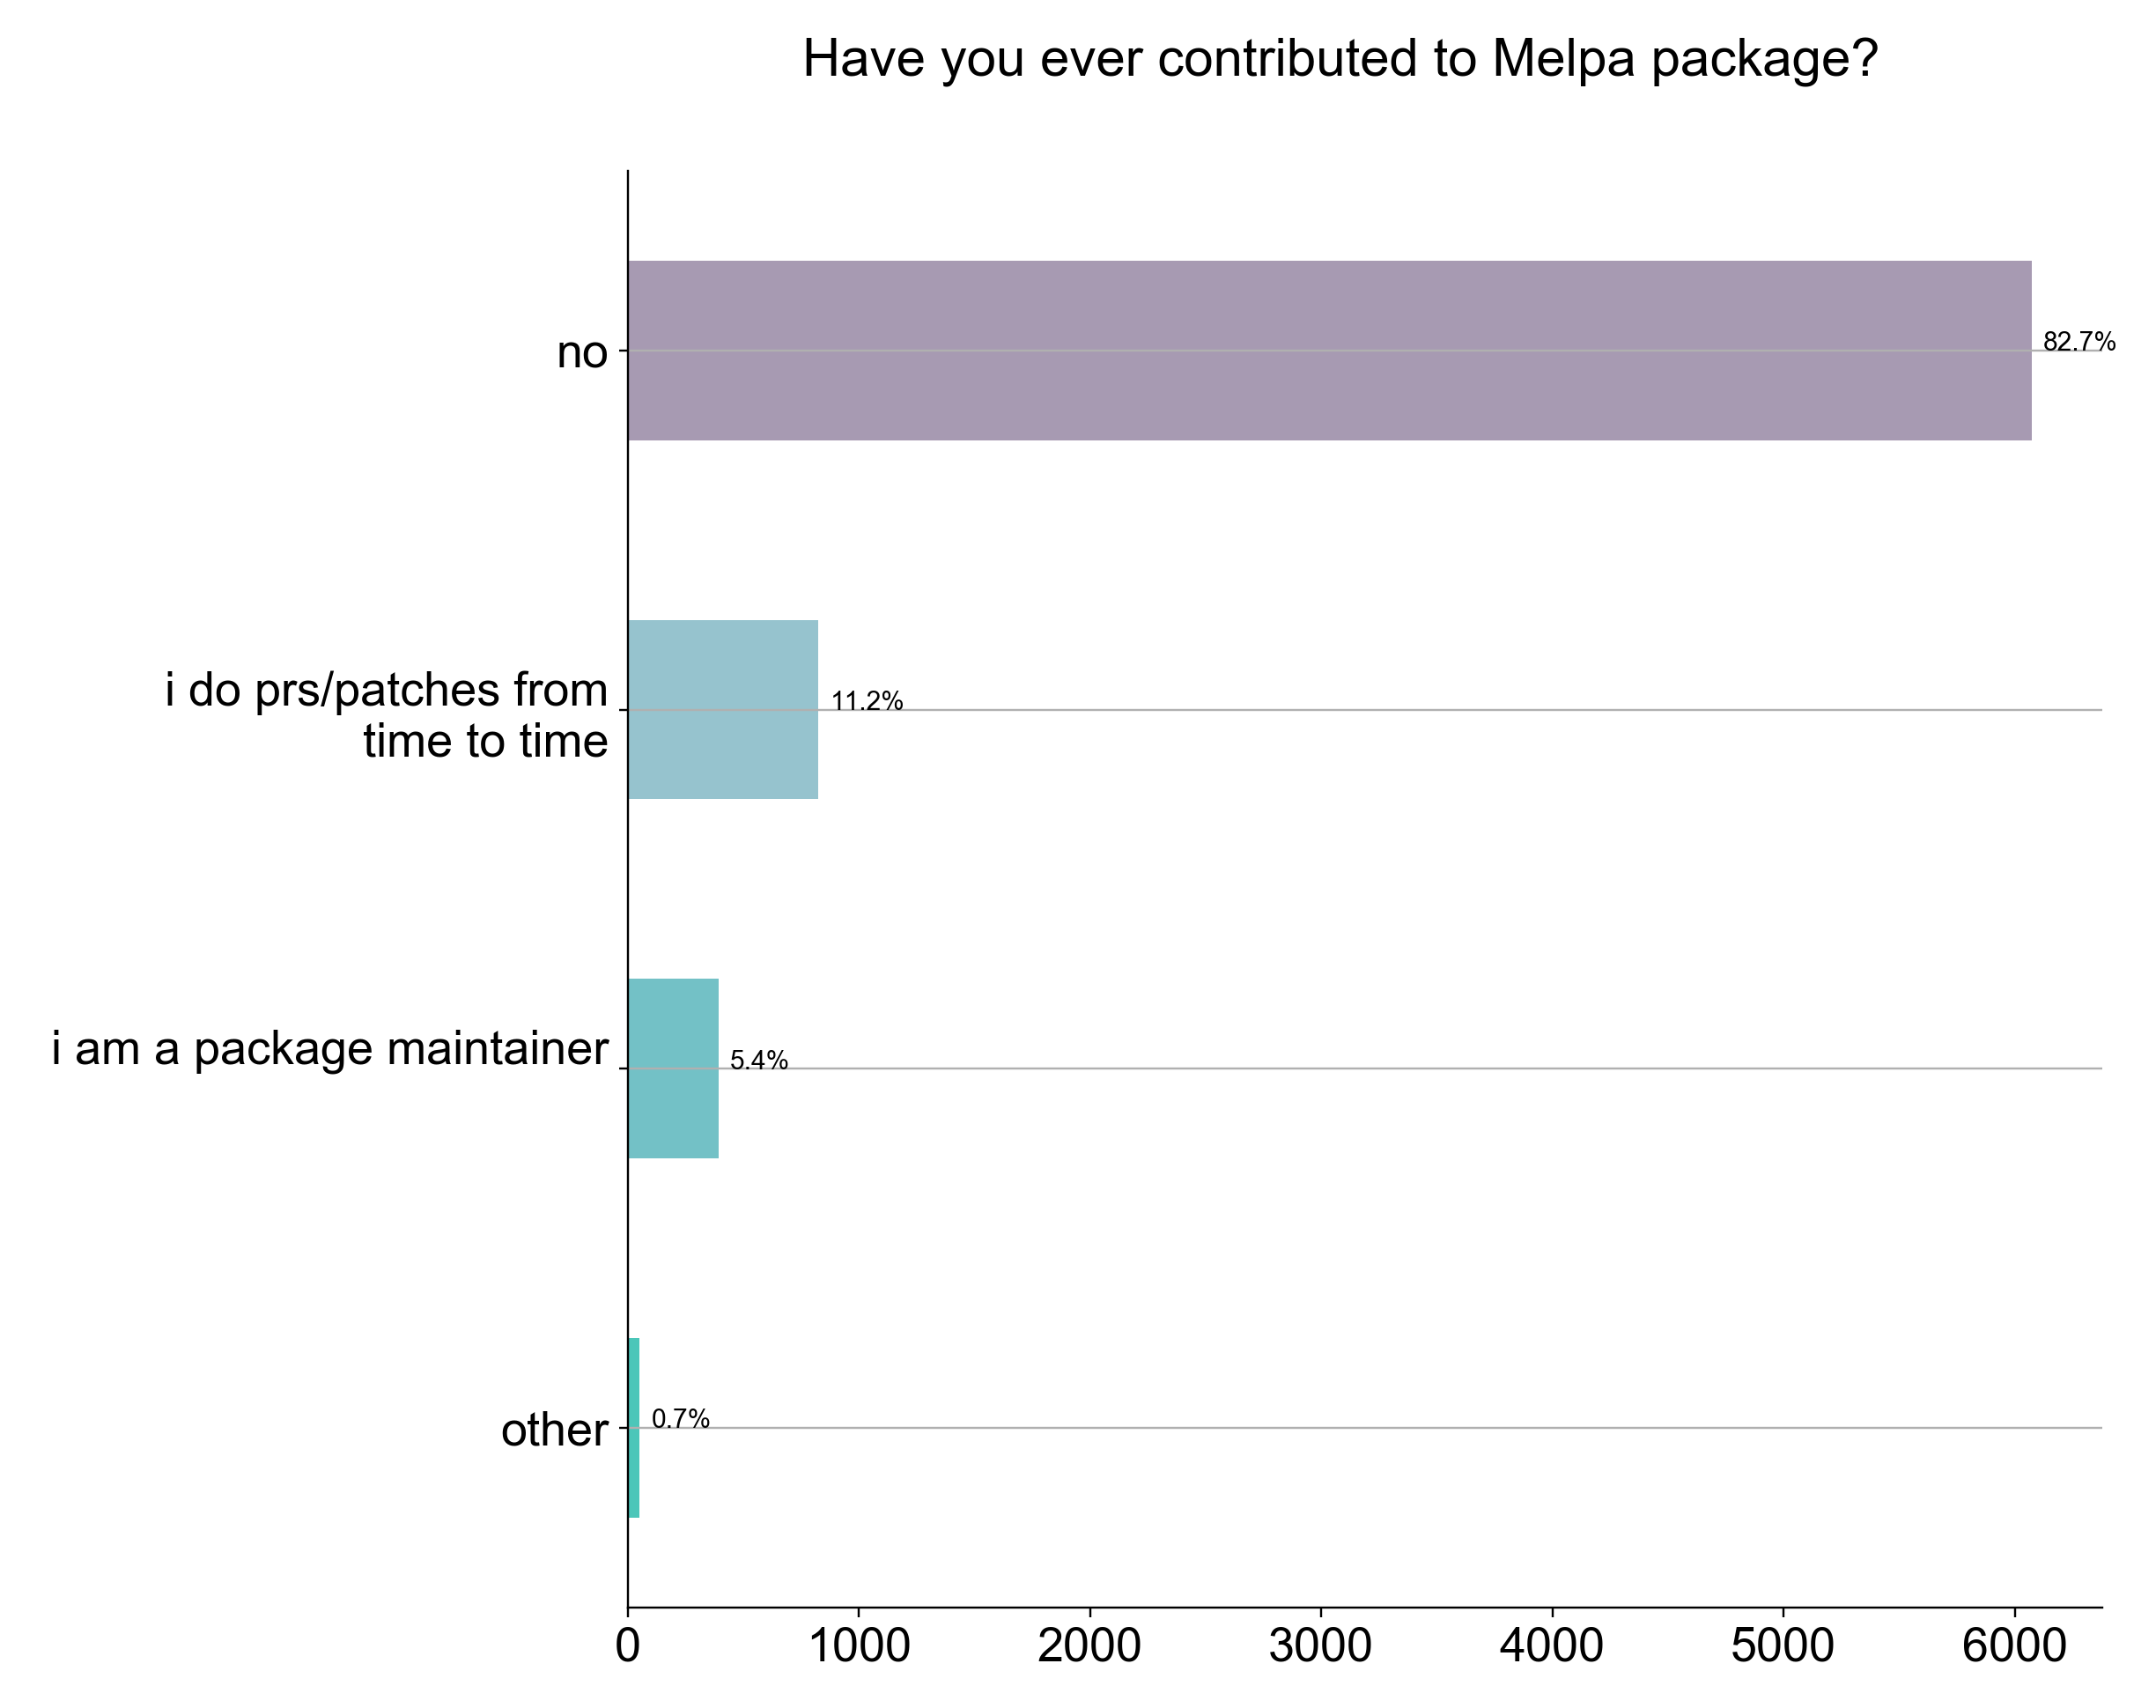 Have you ever contributed to Melpa package?
no
82.7%
i do prs/patches from
time to time
11.2%
i am a package maintainer
5.4%
other
0.7%
0 1000 2000 3000 4000 5000 6000